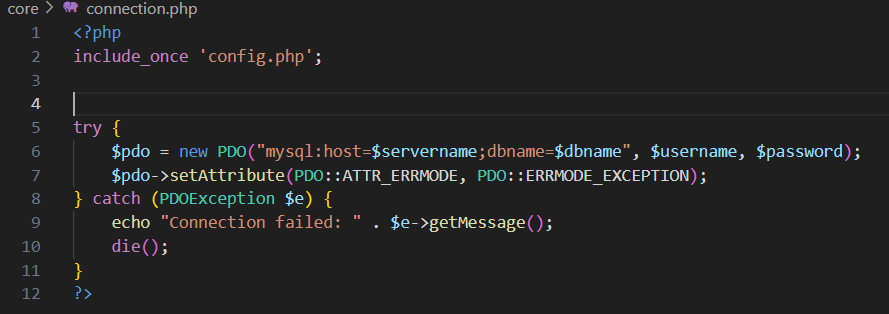 core > connection.php
1 <?php
2 include_once 'config.php';
3
4
5 try {
6     $pdo = new PDO("mysql:host=$servername;dbname=$dbname", $username, $password);
7     $pdo->setAttribute(PDO::ATTR_ERRMODE, PDO::ERRMODE_EXCEPTION);
8 } catch (PDOException $e) {
9     echo "Connection failed: " . $e->getMessage();
10     die();
11 }
12 ?>